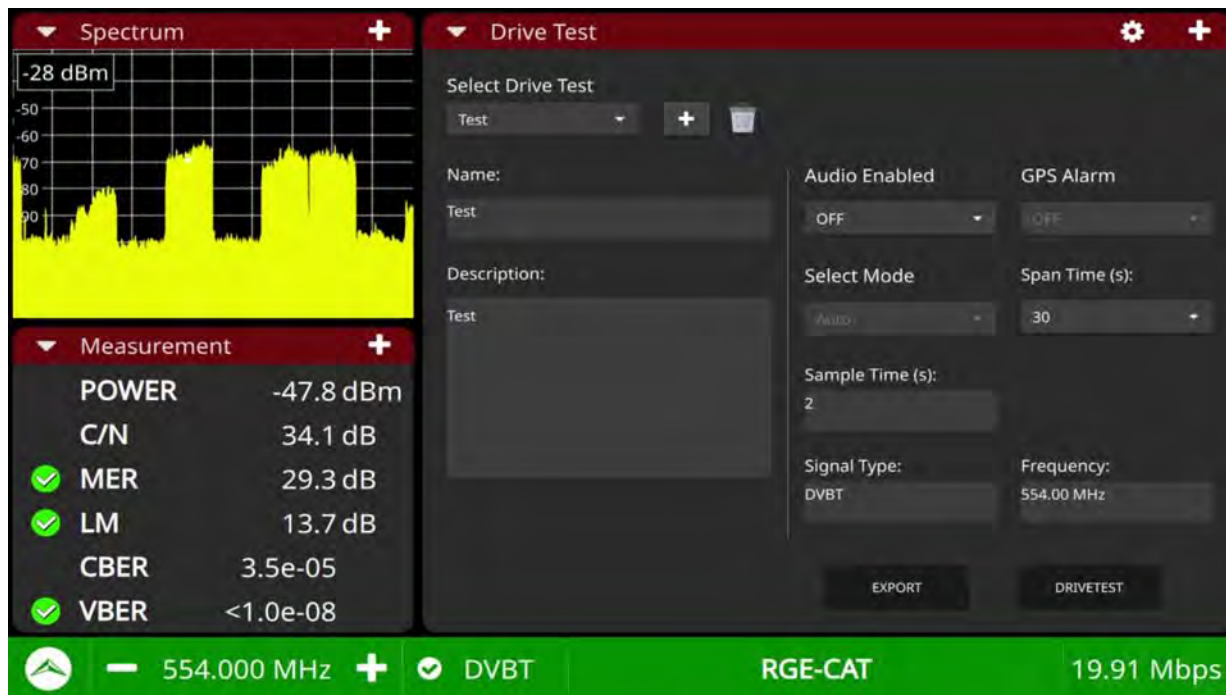 Spectrum
-28 dBm
-50
-60
70
80
90
Measurement
POWER -47.8 dBm
C/N 34.1 dB
MER 29.3 dB
LM 13.7 dB
CBER 3.5e-05
VBER <1.0e-08
Drive Test
Select Drive Test
Test
Name:
Test
Description:
Test
Audio Enabled GPS Alarm
OFF OFF
Select Mode Span Time (s):
Auto 30
Sample Time (s):
2
Signal Type: Frequency:
DVBT 554.00 MHz
EXPORT DRIVETEST
554.000 MHz DVBT RGE-CAT 19.91 Mbps